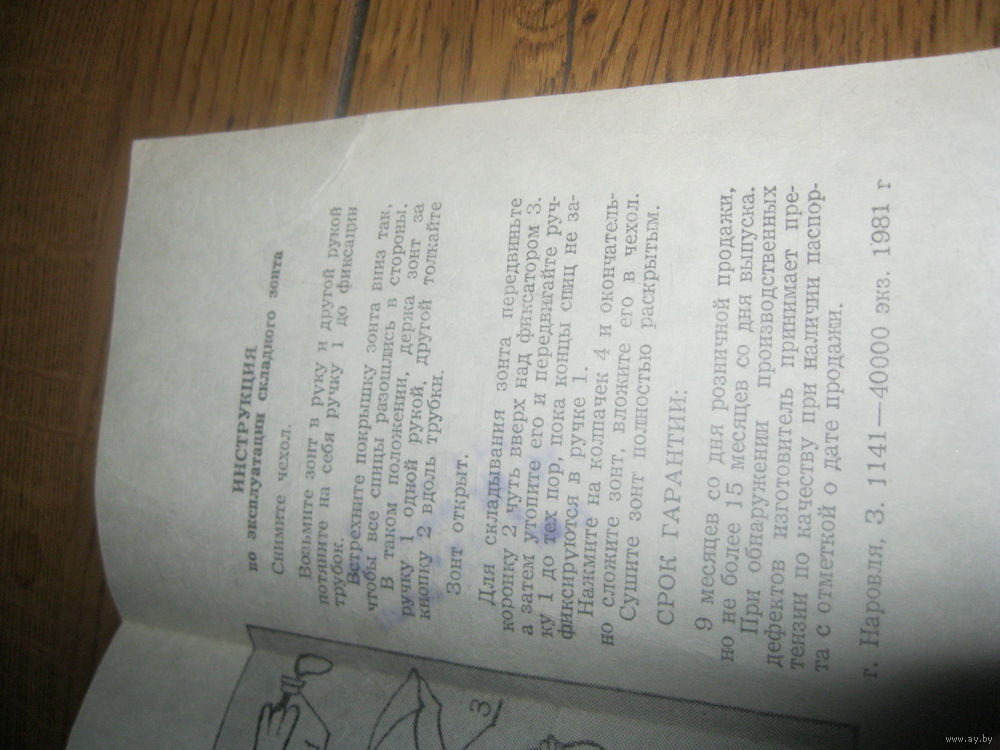 ИНСТРУКЦИЯ
по эксплуатации складного зонта
Снимите чехол.
Возьмите зонт в руку и другой рукой
потяните на себя ручку 1 до фиксации
трубок.
Встрехните покрышку зонта вниз так,
чтобы все спицы разошлись в стороны.
В таком положении, держа зонт за
ручку 1 одной рукой, другой толкайте
кнопку 2 вдоль трубки.
Зонт открыт.
Для складывания зонта передвиньте
коронку 2 чуть вверх над фиксатором 3.
а затем утопите его и передвигайте руч-
ку 1 до тех пор, пока концы спиц не за-
фиксируются в ручке 1.
Нажмите на колпачек 4 и окончатель-
но сложите зонт, вложите его в чехол.
Сушите зонт полностью раскрытым.
СРОК ГАРАНТИИ:
9 месяцев со дня розничной продажи,
но не более 15 месяцев со дня выпуска.
При обнаружении производственных
дефектов изготовитель принимает пре-
тензии по качеству при наличии паспор-
та с отметкой о дате продажи.
г. Наровля, З. 1141—40000 экз. 1981 г
3
www.ay.by